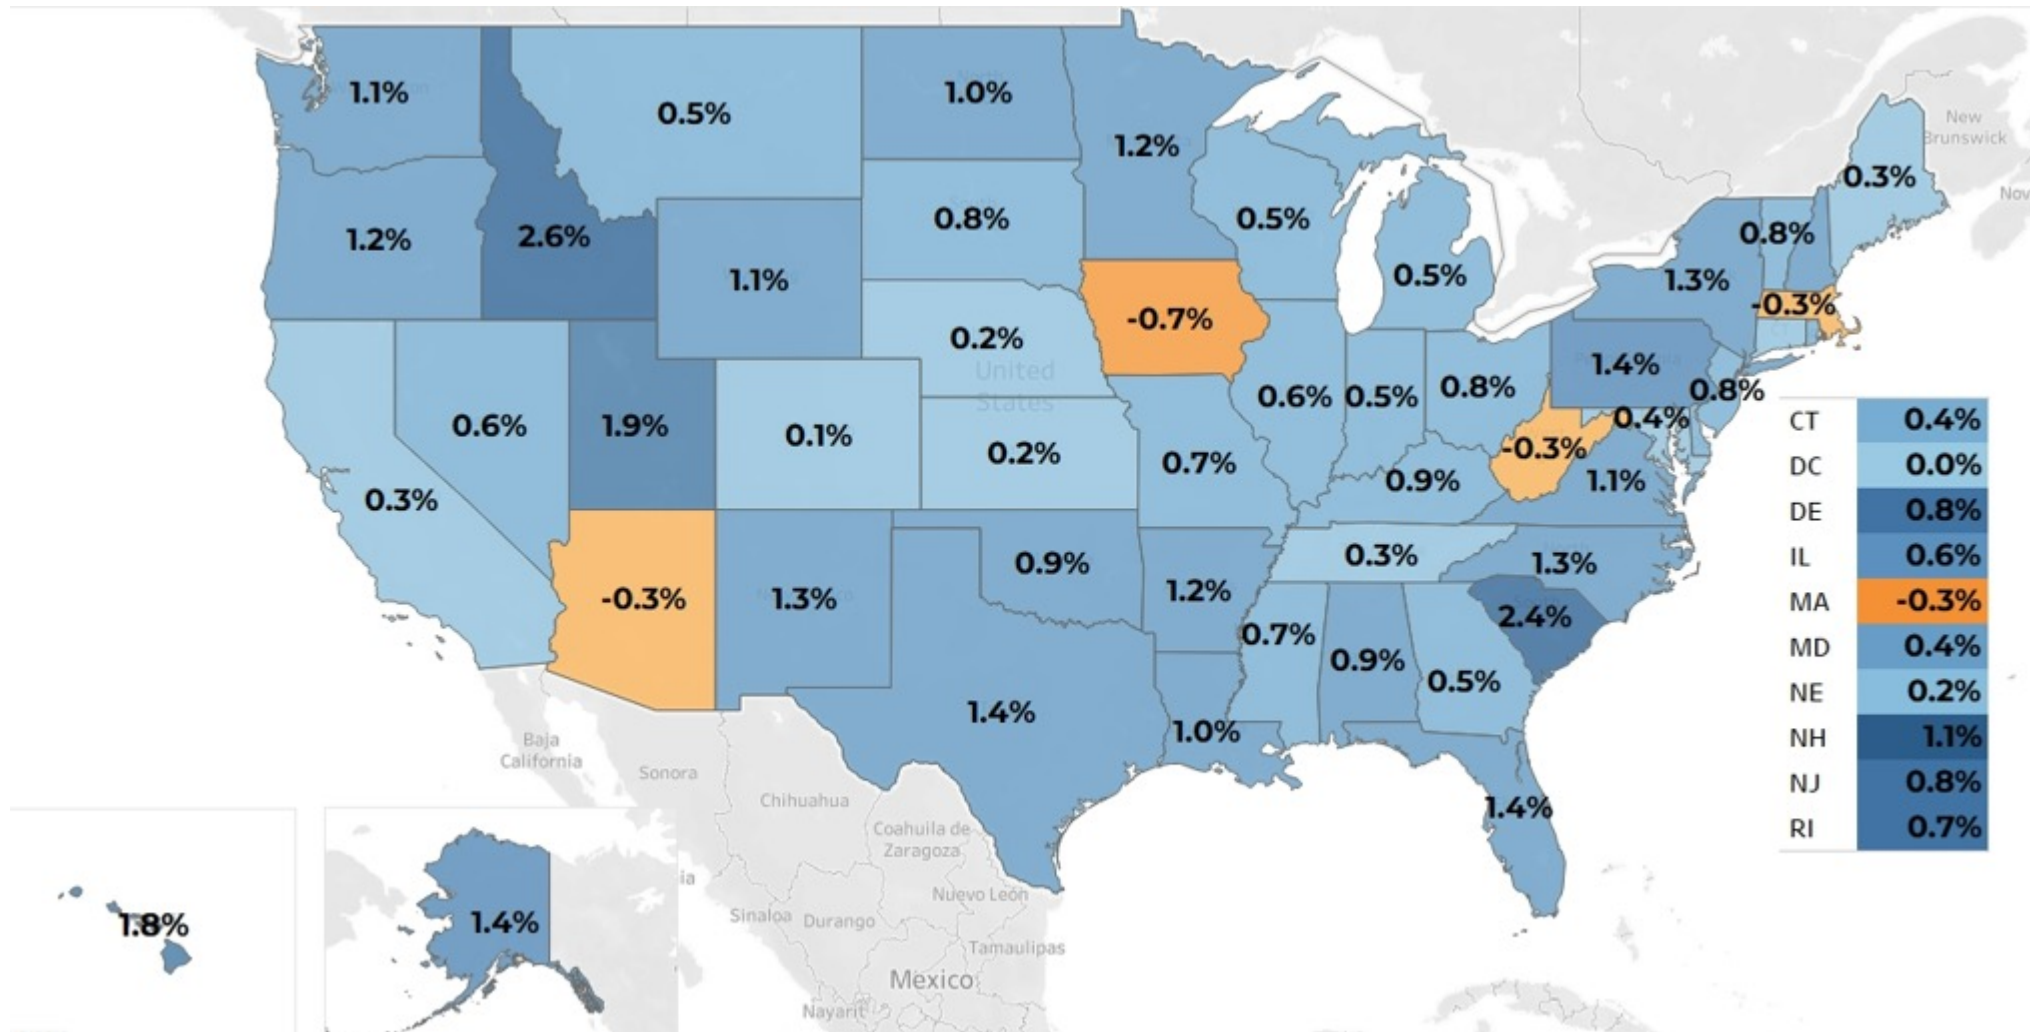 1.1%
0.5%
1.0%
1.2%
New
Brunswick
0.3%
Nov
1.2%
2.6%
1.1%
0.8%
0.5%
0.5%
0.8%
1.3%
-0.3%
0.2%
-0.7%
United
States
0.3%
0.6%
1.9%
0.1%
0.2%
0.7%
0.6%
0.5%
0.8%
1.4%
0.8%
0.4%
-0.3%
0.9%
1.1%
-0.3%
1.3%
0.9%
1.2%
0.3%
1.3%
2.4%
0.7%
0.9%
0.5%
1.4%
1.0%
1.4%
CT 0.4%
DC 0.0%
DE 0.8%
IL 0.6%
MA -0.3%
MD 0.4%
NE 0.2%
NH 1.1%
NJ 0.8%
RI 0.7%
Baja
California
Sonora
Chihuahua
Coahuila de
Zaragoza
Nuevo León
Sinaloa
Durango
Tamaulipas
Mexico
Nayarit
1.8%
1.4%